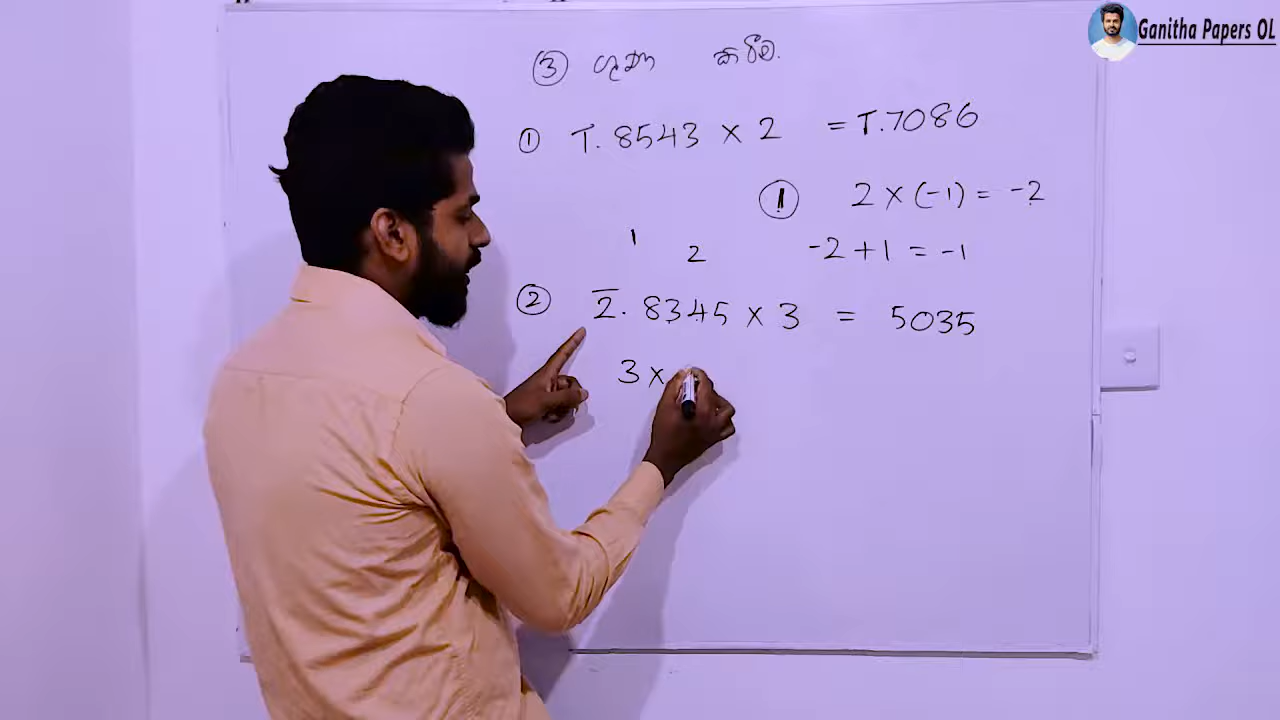 Ganitha Papers OL
③ ගුණ කිරීම.
① 1̅.8543 × 2 = 1̅.7086
① 2 × (-1) = -2
1 2 -2 + 1 = -1
② 2̅.8345 × 3 = 5035
3 ×